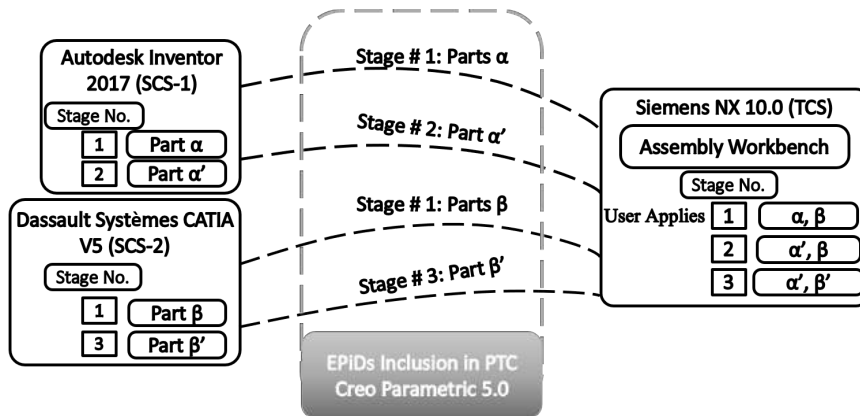 Autodesk Inventor
2017 (SCS-1)
Stage No.
1 Part α
2 Part α’
Dassault Systèmes CATIA
V5 (SCS-2)
Stage No.
1 Part β
3 Part β’
Stage # 1: Parts α
Stage # 2: Part α’
Stage # 1: Parts β
Stage # 3: Part β’
EPiDs Inclusion in PTC
Creo Parametric 5.0
Siemens NX 10.0 (TCS)
Assembly Workbench
Stage No.
User Applies 1 α, β
2 α’, β
3 α’, β’